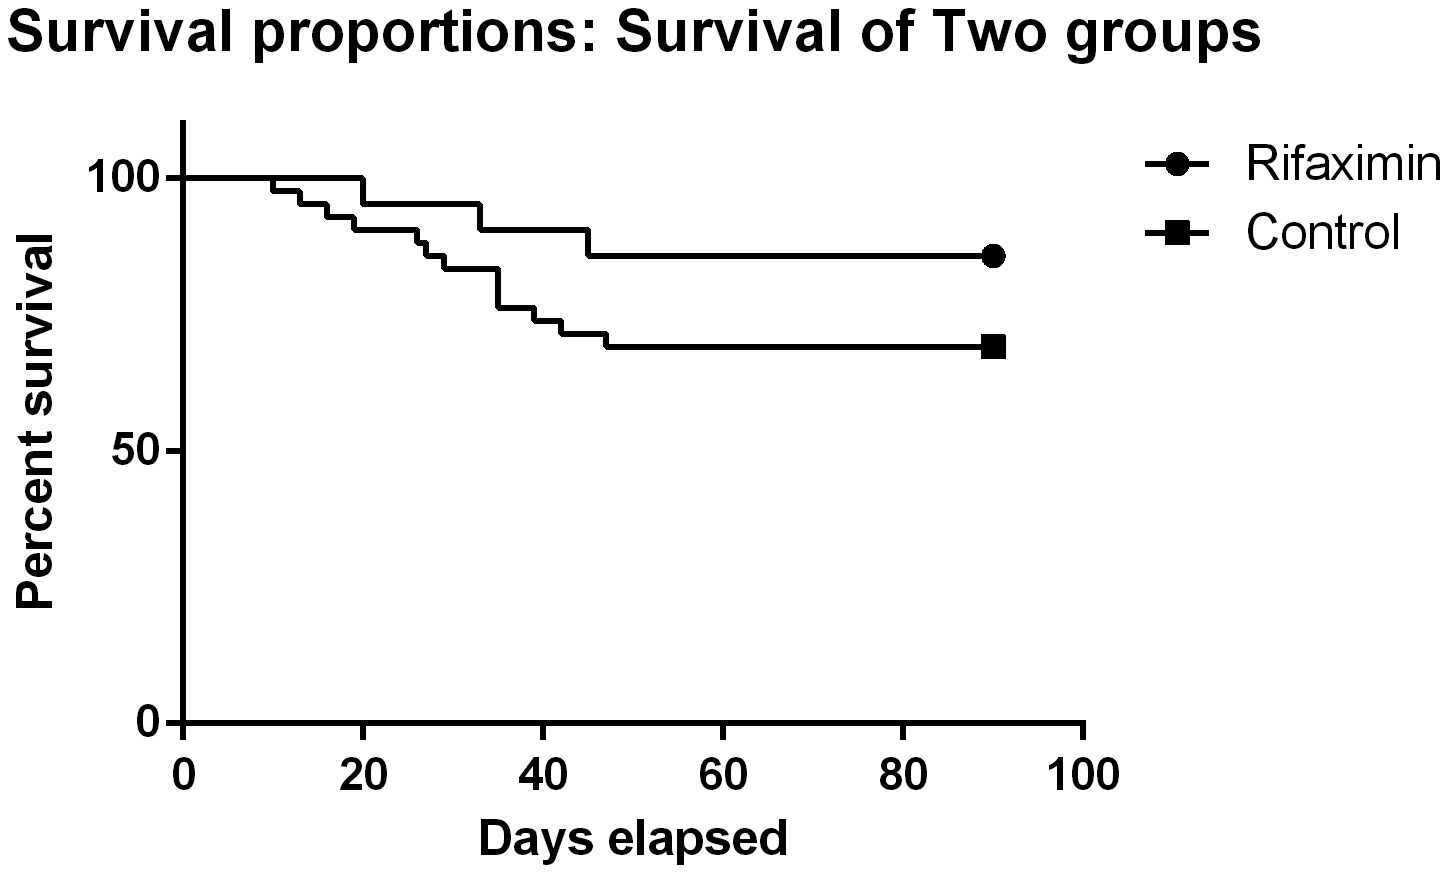 Survival proportions: Survival of Two groups
Rifaximin
Control
Percent survival
100
50
0
0 20 40 60 80 100
Days elapsed